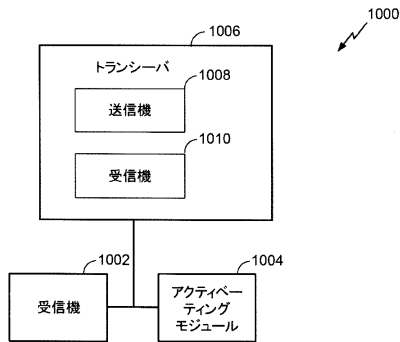 1000
1006
トランシーバ
1008
送信機
1010
受信機
1002
受信機
1004
アクティベー
ティング
モジュール